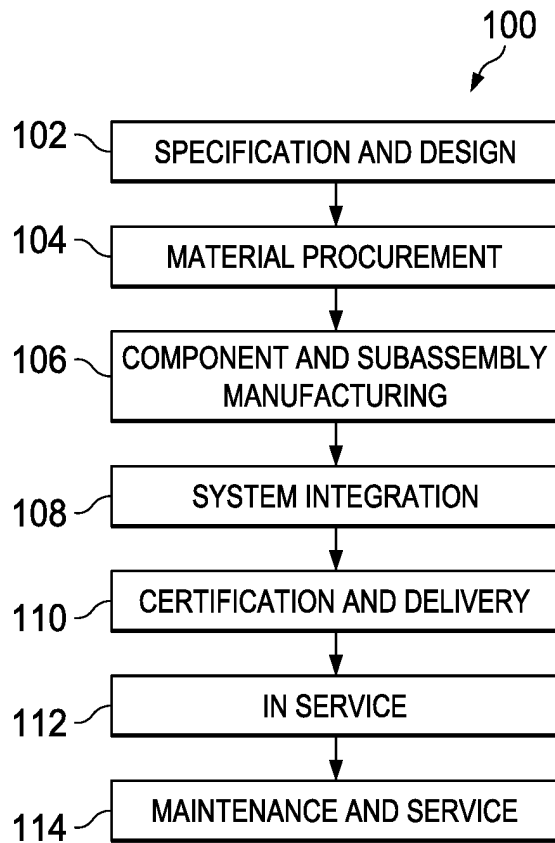 100
102
SPECIFICATION AND DESIGN
104
MATERIAL PROCUREMENT
106
COMPONENT AND SUBASSEMBLY
MANUFACTURING
108
SYSTEM INTEGRATION
110
CERTIFICATION AND DELIVERY
112
IN SERVICE
114
MAINTENANCE AND SERVICE